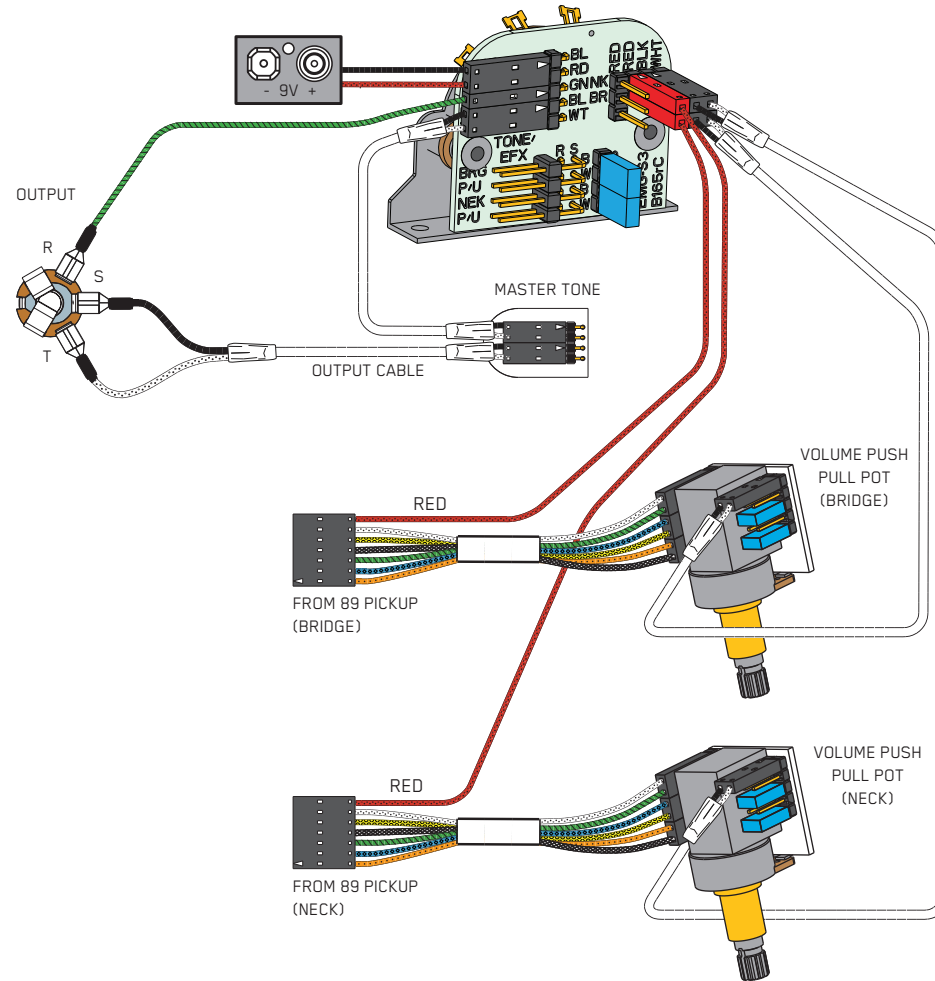 - 9V +
BL
RD
GN
BL
WT
NK
BR
RED
RED
BLK
WHT
TONE/
EFX
R S
BRG
P/U
NEK
P/U
B
W
W
EMG-S3
B165rC
OUTPUT
R
S
T
MASTER TONE
OUTPUT CABLE
VOLUME PUSH
PULL POT
(BRIDGE)
RED
FROM 89 PICKUP
(BRIDGE)
VOLUME PUSH
PULL POT
(NECK)
RED
FROM 89 PICKUP
(NECK)